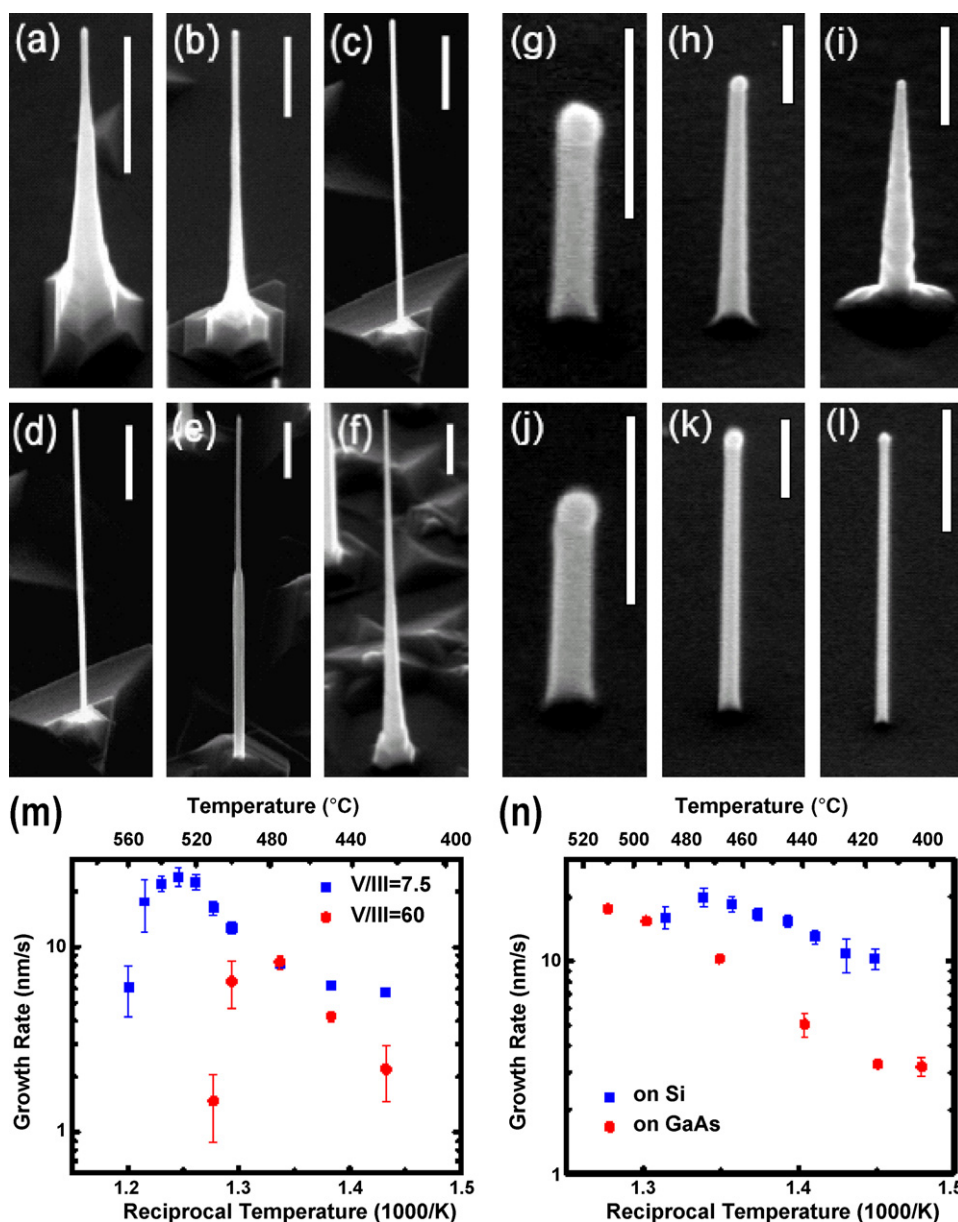 (a) (b) (c) (g) (h) (i)
(d) (e) (f) (j) (k) (l)
(m)
Temperature (°C)
560 520 480 440 400
V/III=7.5
V/III=60
10
1
Growth Rate (nm/s)
1.2 1.3 1.4 1.5
Reciprocal Temperature (1000/K)
(n)
Temperature (°C)
520 500 480 460 440 420 400
10
1
Growth Rate (nm/s)
on Si
on GaAs
1.3 1.4 1.5
Reciprocal Temperature (1000/K)